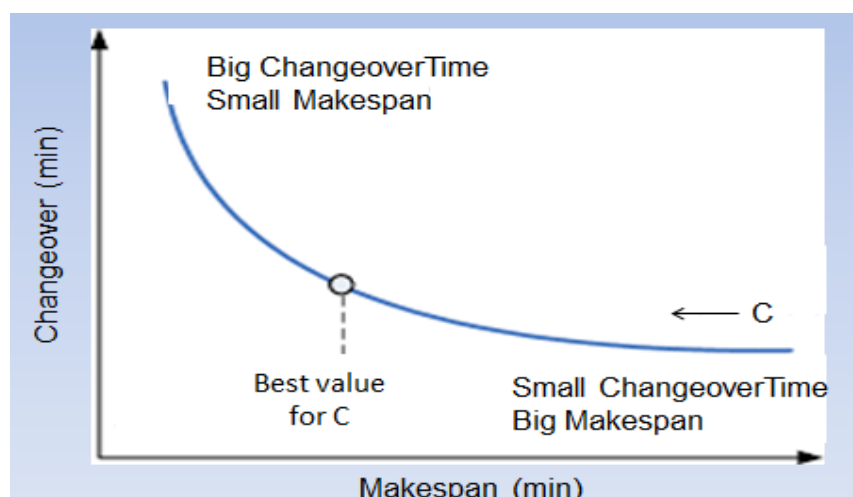 Big ChangeoverTime
Small Makespan
Changeover (min)
C
Best value
for C
Small ChangeoverTime
Big Makespan
Makespan (min)